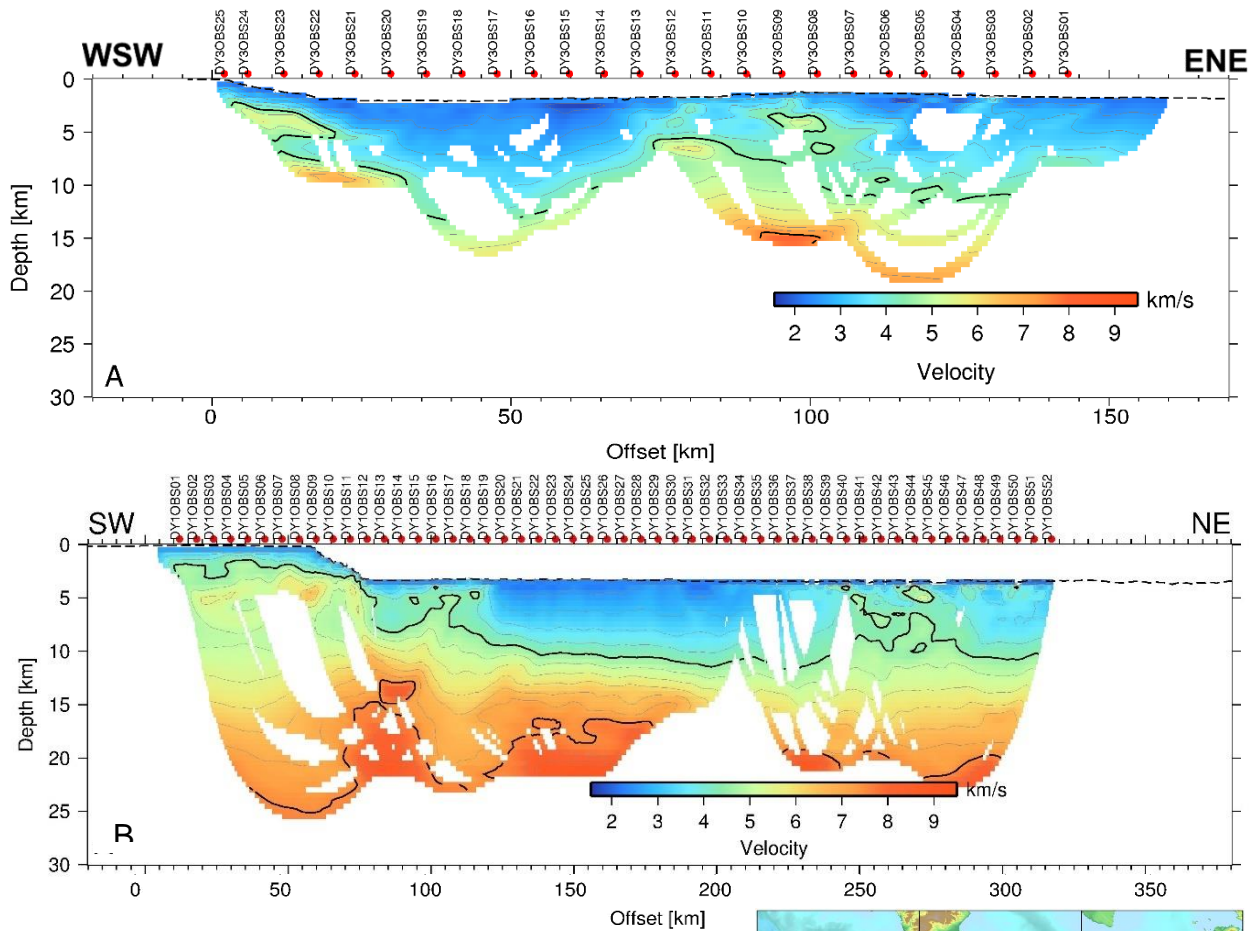 DY3OBS25 DY3OBS24 DY3OBS23 DY3OBS22 DY3OBS21 DY3OBS20 DY3OBS19 DY3OBS18 DY3OBS17 DY3OBS16 DY3OBS15 DY3OBS14 DY3OBS13 DY3OBS12 DY3OBS11 DY3OBS10 DY3OBS09 DY3OBS08 DY3OBS07 DY3OBS06 DY3OBS05 DY3OBS04 DY3OBS03 DY3OBS02 DY3OBS01
WSW ENE
0
5
10
15
20
25
30
Depth [km]
km/s
2 3 4 5 6 7 8 9
Velocity
A
0 50 100 150
Offset [km]
DY1OBS01 DY1OBS02 DY1OBS03 DY1OBS04 DY1OBS05 DY1OBS06 DY1OBS07 DY1OBS08 DY1OBS09 DY1OBS10 DY1OBS11 DY1OBS12 DY1OBS13 DY1OBS14 DY1OBS15 DY1OBS16 DY1OBS17 DY1OBS18 DY1OBS19 DY1OBS20 DY1OBS21 DY1OBS22 DY1OBS23 DY1OBS24 DY1OBS25 DY1OBS26 DY1OBS27 DY1OBS28 DY1OBS29 DY1OBS30 DY1OBS31 DY1OBS32 DY1OBS33 DY1OBS34 DY1OBS35 DY1OBS36 DY1OBS37 DY1OBS38 DY1OBS39 DY1OBS40 DY1OBS41 DY1OBS42 DY1OBS43 DY1OBS44 DY1OBS45 DY1OBS46 DY1OBS47 DY1OBS48 DY1OBS49 DY1OBS50 DY1OBS51 DY1OBS52
SW NE
0
5
10
15
20
25
30
Depth [km]
km/s
2 3 4 5 6 7 8 9
Velocity
B
0 50 100 150 200 250 300 350
Offset [km]